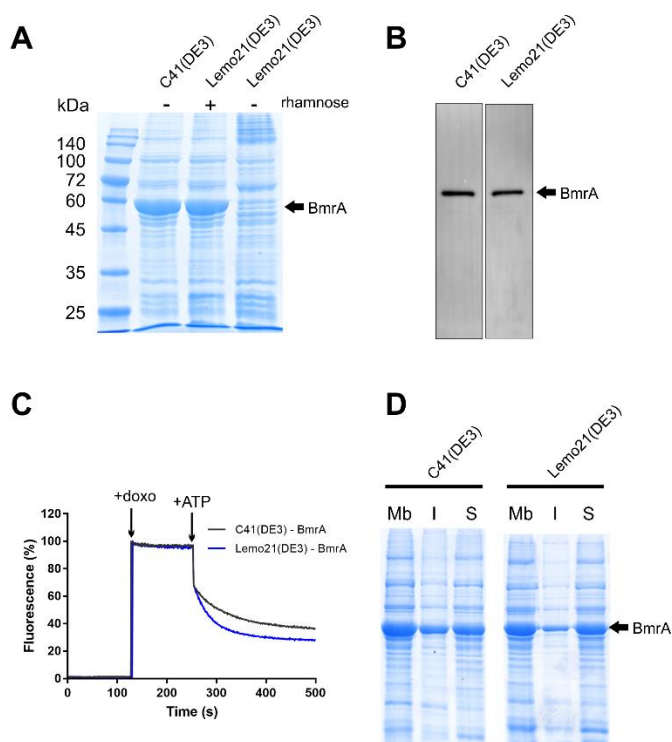 A
C41(DE3)
Lemo21(DE3)
Lemo21(DE3)
kDa
- + - rhamnose
140
100
72
60
45
35
25
BmrA
B
C41(DE3)
Lemo21(DE3)
BmrA
C
+doxo
+ATP
C41(DE3) - BmrA
Lemo21(DE3) - BmrA
Fluorescence (%)
120
100
80
60
40
20
0
0 100 200 300 400 500
Time (s)
D
C41(DE3)
Lemo21(DE3)
Mb I S Mb I S
BmrA